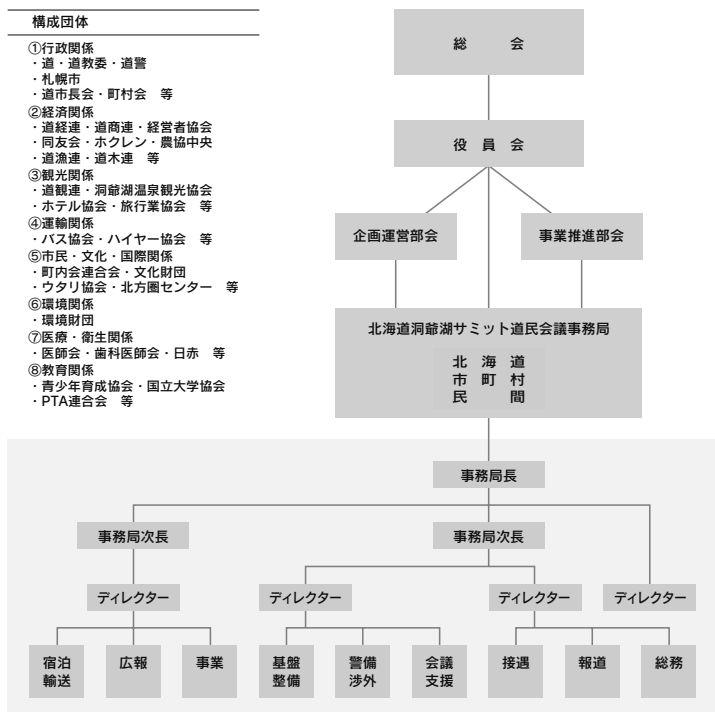 構成団体
①行政関係
・道・道教委・道警
・札幌市
・道市長会・町村会　等
②経済関係
・道経連・道商連・経営者協会
・同友会・ホクレン・農協中央
・道漁連・道木連　等
③観光関係
・道観連・洞爺湖温泉観光協会
・ホテル協会・旅行業協会　等
④運輸関係
・バス協会・ハイヤー協会　等
⑤市民・文化・国際関係
・町内会連合会・文化財団
・ウタリ協会・北方圏センター　等
⑥環境関係
・環境財団
⑦医療・衛生関係
・医師会・歯科医師会・日赤　等
⑧教育関係
・青少年育成協会・国立大学協会
・PTA連合会　等
総　会
役　員　会
企画運営部会
事業推進部会
北海道洞爺湖サミット道民会議事務局
北　海　道
市　町　村
民　　　間
事務局長
事務局次長
事務局次長
ディレクター
ディレクター
ディレクター
ディレクター
宿泊
輸送
広報
事業
基盤
整備
警備
渉外
会議
支援
接遇
報道
総務